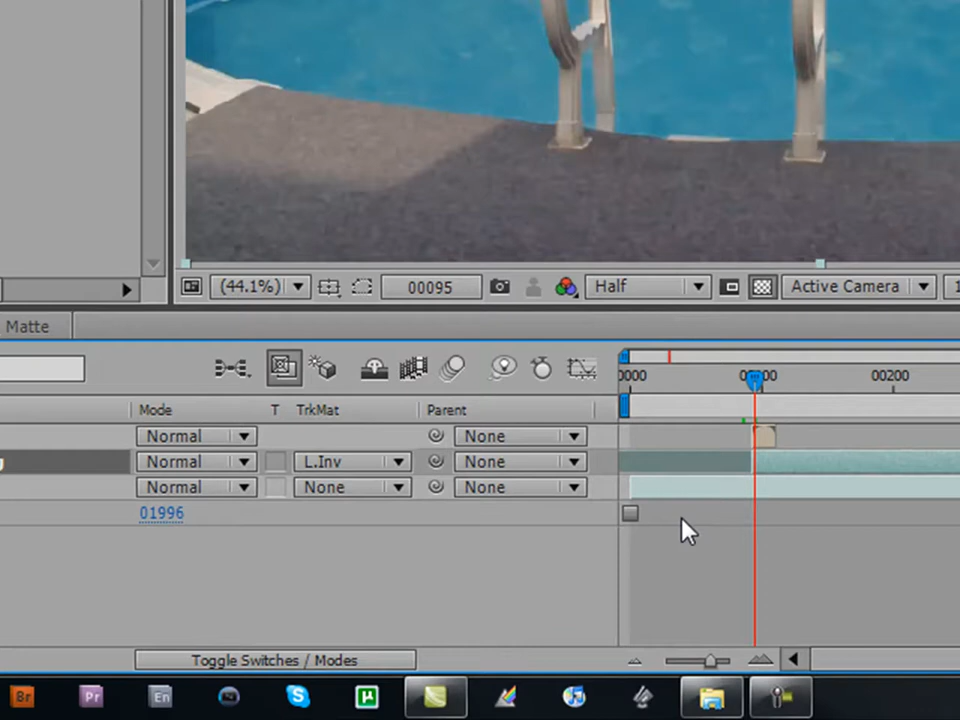 (44.1%) 00095 Half Active Camera
Matte
0000 00200
Mode T TrkMat Parent
Normal None
Normal L.Inv None
Normal None None
01996
Toggle Switches / Modes
Br Pr En